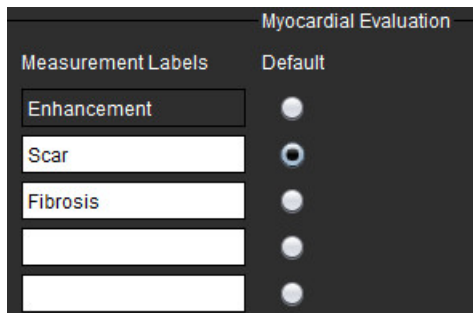 Myocardial Evaluation
Measurement Labels Default
Enhancement
Scar
Fibrosis